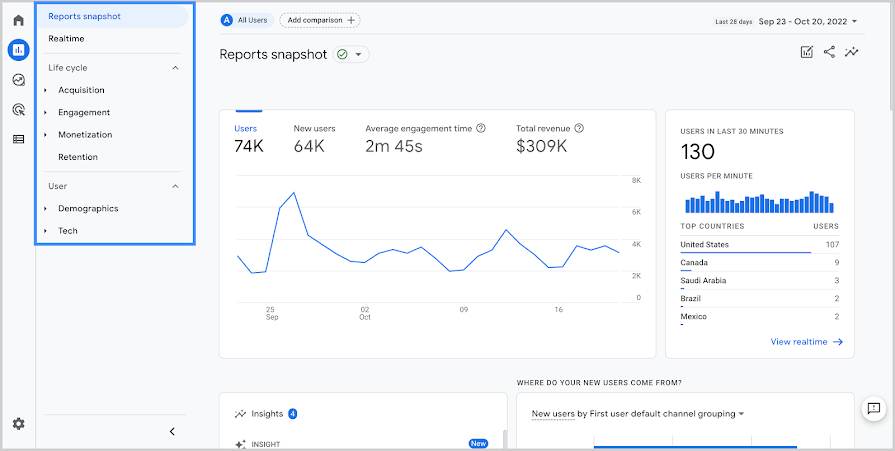 Reports snapshot
Realtime
Life cycle
Acquisition
Engagement
Monetization
Retention
User
Demographics
Tech
A All Users
Add comparison +
Last 28 days Sep 23 - Oct 20, 2022
Reports snapshot
Users New users Average engagement time Total revenue
74K 64K 2m 45s $309K
8K
6K
4K
2K
0
25 02 09 16
Sep Oct
USERS IN LAST 30 MINUTES
130
USERS PER MINUTE
TOP COUNTRIES USERS
United States 107
Canada 9
Saudi Arabia 3
Brazil 2
Mexico 2
View realtime
WHERE DO YOUR NEW USERS COME FROM?
Insights 4
INSIGHT New
New users by First user default channel grouping